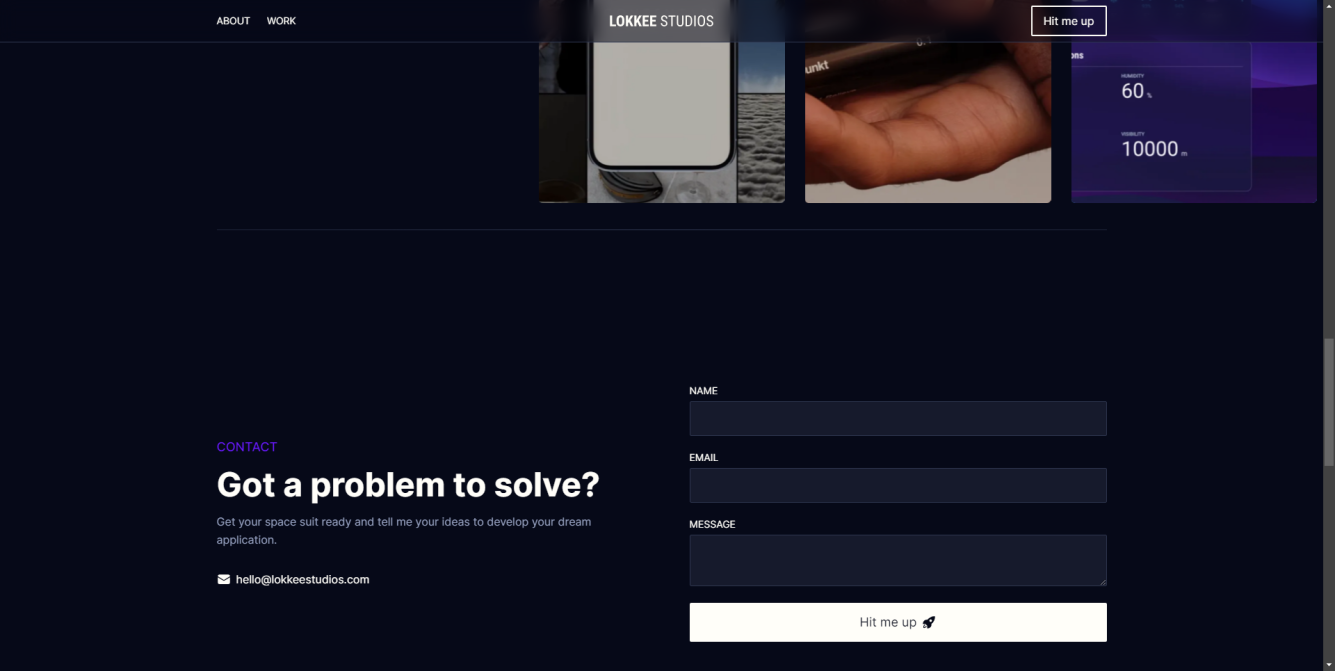 ABOUT WORK LOKKEE STUDIOS Hit me up
unkt
0.1
ons
HUMIDITY
60 %
VISIBILITY
10000 m
NAME
EMAIL
MESSAGE
Hit me up
CONTACT
Got a problem to solve?
Get your space suit ready and tell me your ideas to develop your dream
application.
hello@lokkeestudios.com